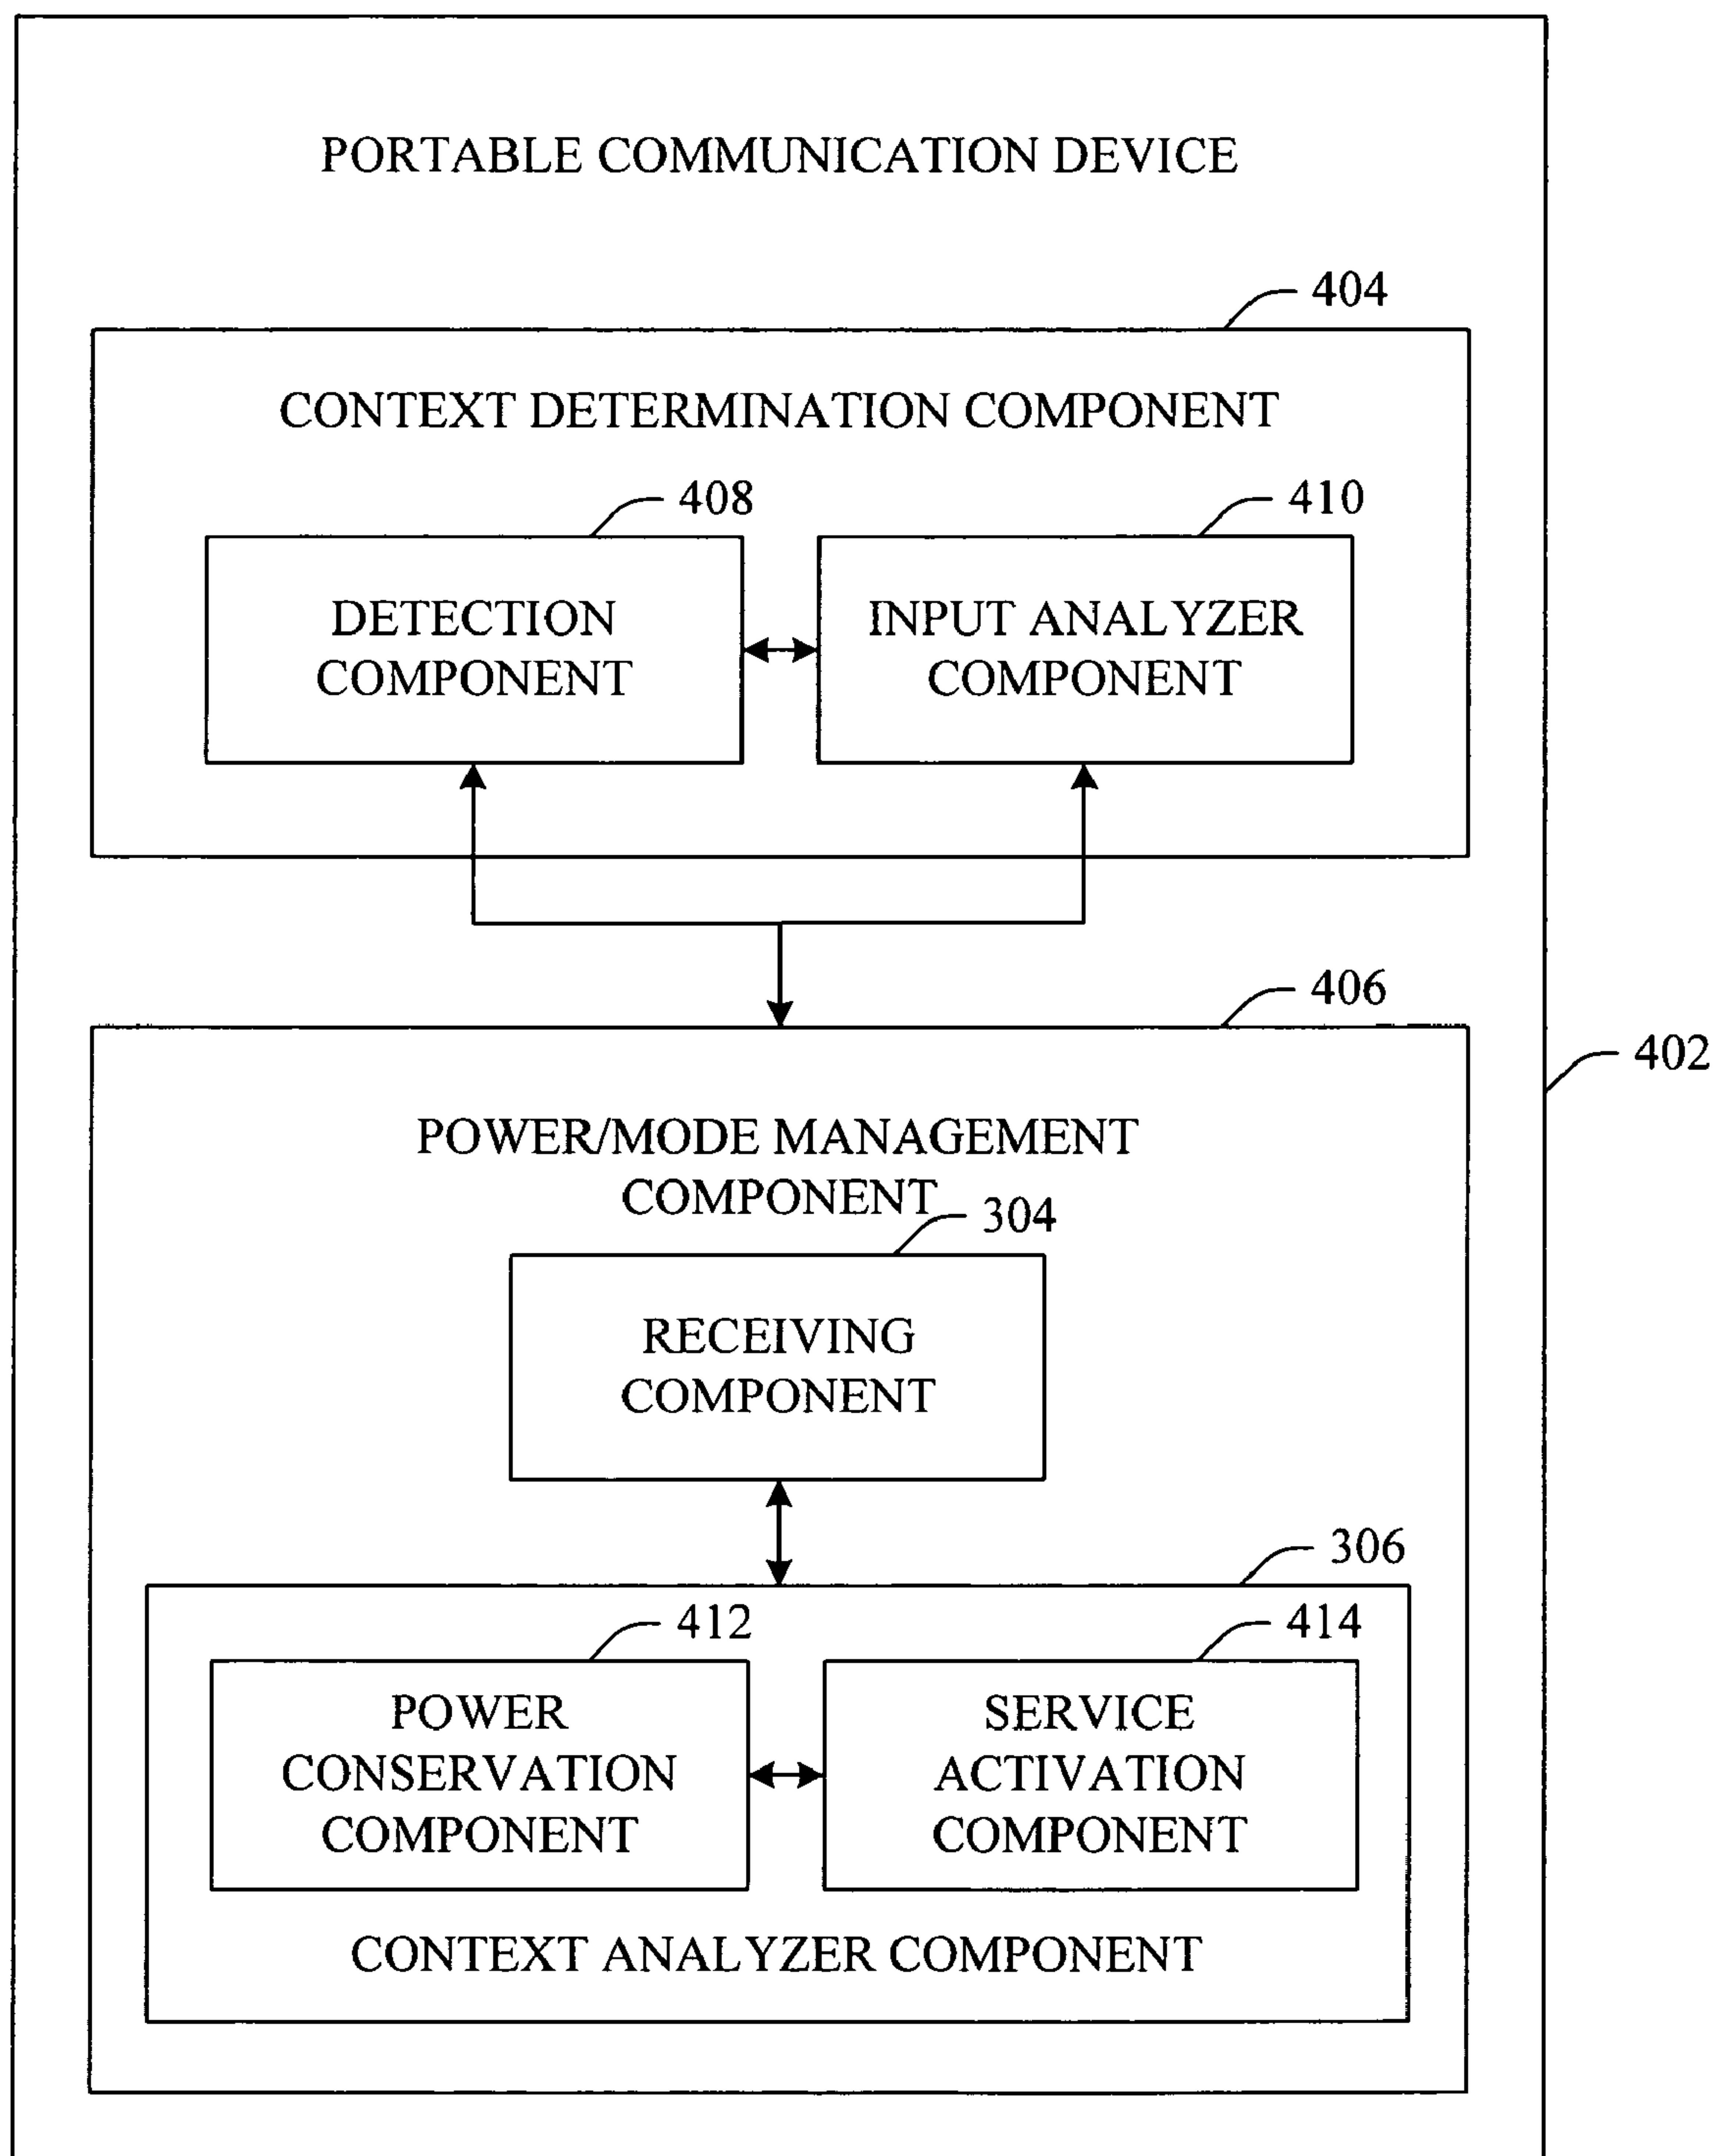 PORTABLE COMMUNICATION DEVICE
404
CONTEXT DETERMINATION COMPONENT
408
410
DETECTION
COMPONENT
INPUT ANALYZER
COMPONENT
406
402
POWER/MODE MANAGEMENT
COMPONENT
304
RECEIVING
COMPONENT
306
412
414
POWER
CONSERVATION
COMPONENT
SERVICE
ACTIVATION
COMPONENT
CONTEXT ANALYZER COMPONENT